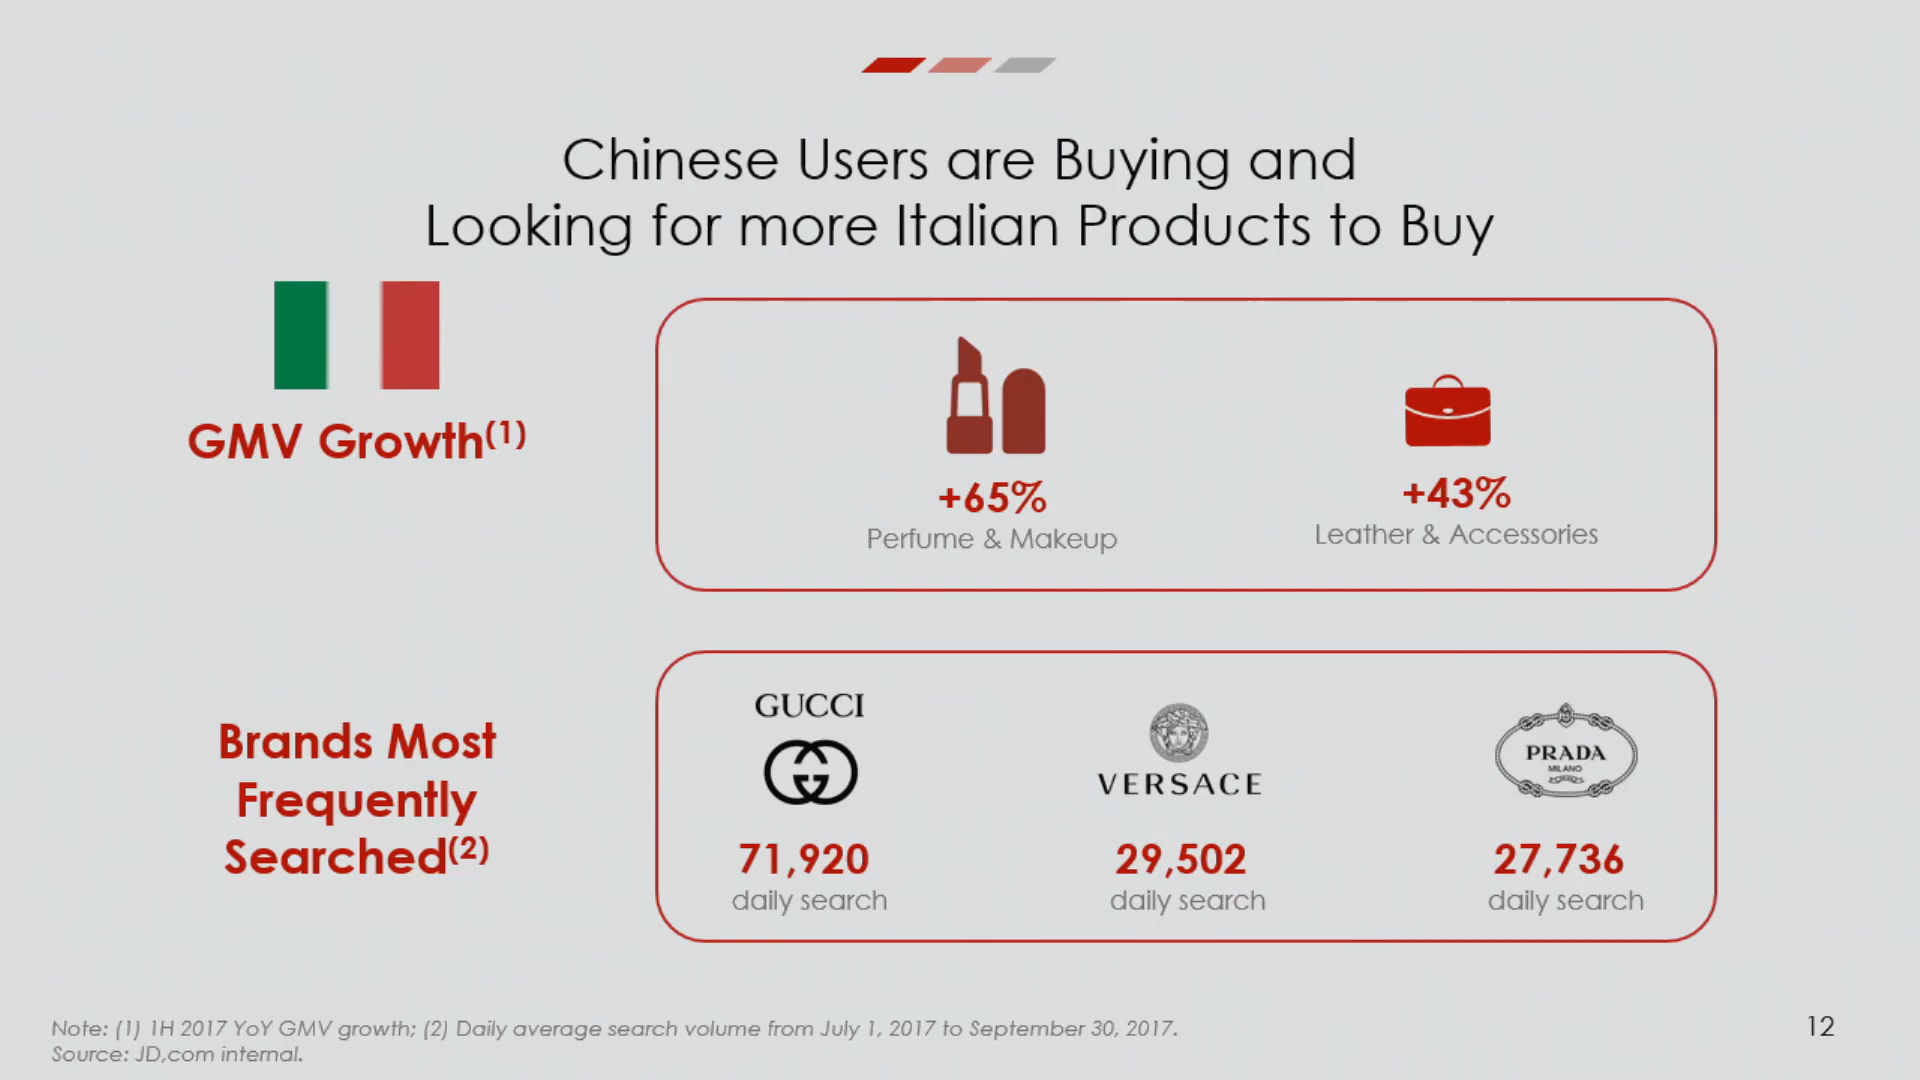 Chinese Users are Buying and
Looking for more Italian Products to Buy
GMV Growth(1)
+65%
Perfume & Makeup
+43%
Leather & Accessories
Brands Most
Frequently
Searched(2)
GUCCI
71,920
daily search
VERSACE
29,502
daily search
PRADA
MILANO
27,736
daily search
Note: (1) 1H 2017 YoY GMV growth; (2) Daily average search volume from July 1, 2017 to September 30, 2017.
Source: JD,com internal.
12